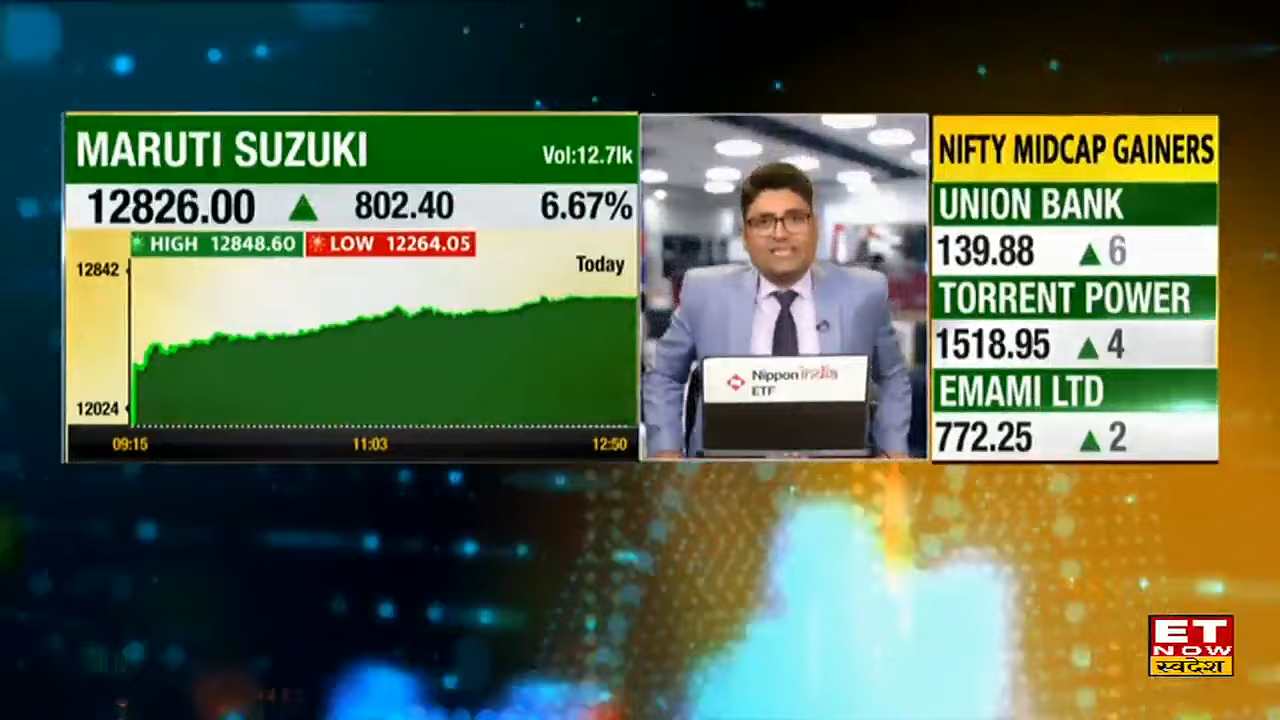 MARUTI SUZUKI
Vol:12.7lk
12826.00 ▲ 802.40 6.67%
HIGH 12848.60 LOW 12264.05
Today
12842
12024
09:15 11:03 12:50
Nippon india
ETF
NIFTY MIDCAP GAINERS
UNION BANK
139.88 ▲ 6
TORRENT POWER
1518.95 ▲ 4
EMAMI LTD
772.25 ▲ 2
ET
NOW
स्वदेश